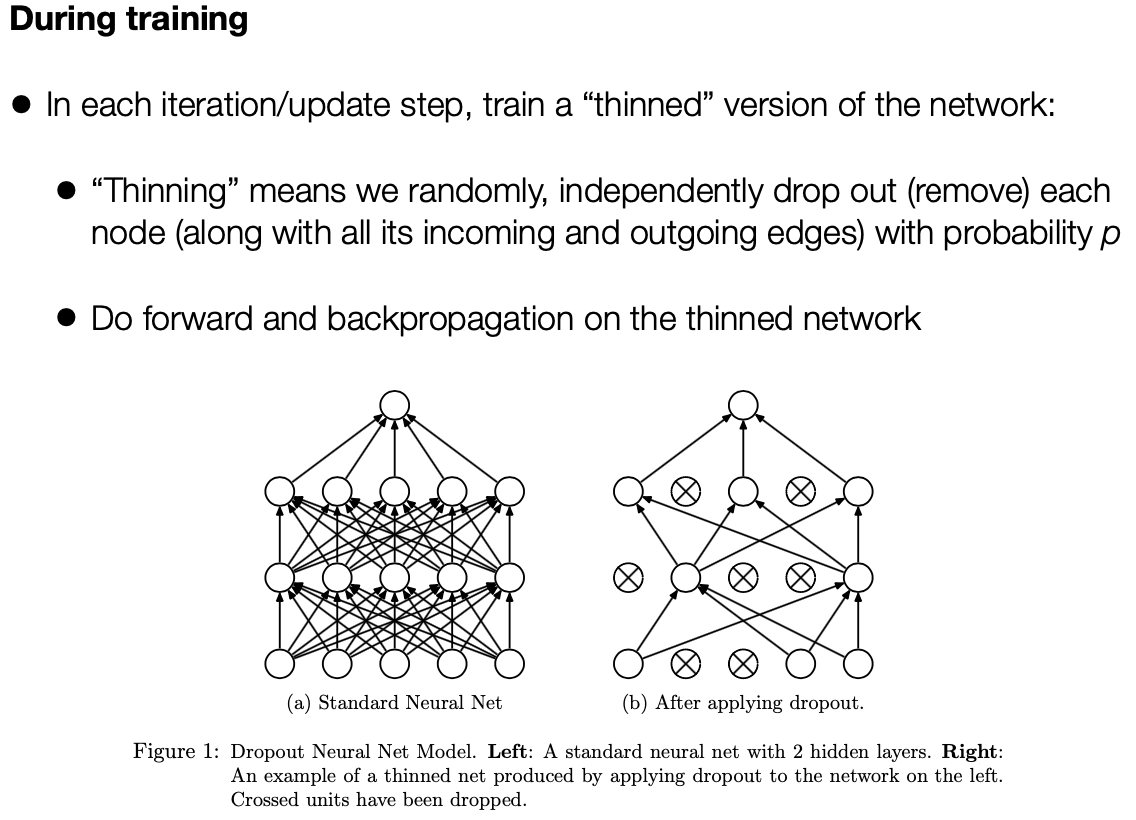 During training
● In each iteration/update step, train a “thinned” version of the network:
● “Thinning” means we randomly, independently drop out (remove) each
node (along with all its incoming and outgoing edges) with probability p
● Do forward and backpropagation on the thinned network
(a) Standard Neural Net
(b) After applying dropout.
Figure 1: Dropout Neural Net Model. Left: A standard neural net with 2 hidden layers. Right:
An example of a thinned net produced by applying dropout to the network on the left.
Crossed units have been dropped.